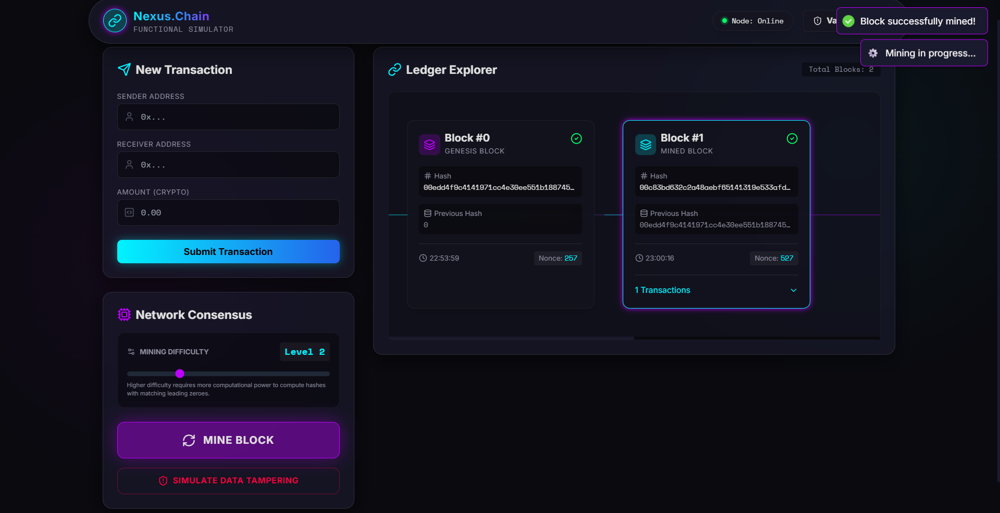 Nexus.Chain
FUNCTIONAL SIMULATOR
Node: Online
Block successfully mined!
Mining in progress...
New Transaction
SENDER ADDRESS
0x...
RECEIVER ADDRESS
0x...
AMOUNT (CRYPTO)
0.00
Submit Transaction
Network Consensus
MINING DIFFICULTY
Level 2
Higher difficulty requires more computational power to compute hashes
with matching leading zeroes.
MINE BLOCK
SIMULATE DATA TAMPERING
Ledger Explorer
Total Blocks: 2
Block #0
GENESIS BLOCK
Hash
00edd4f9c4141971cc4e30ee551b188745…
Previous Hash
0
22:53:59
Nonce: 257
Block #1
MINED BLOCK
Hash
00c83bd632c2a48aebf65141319e533afd…
Previous Hash
00edd4f9c4141971cc4e30ee551b188745…
23:00:16
Nonce: 527
1 Transactions